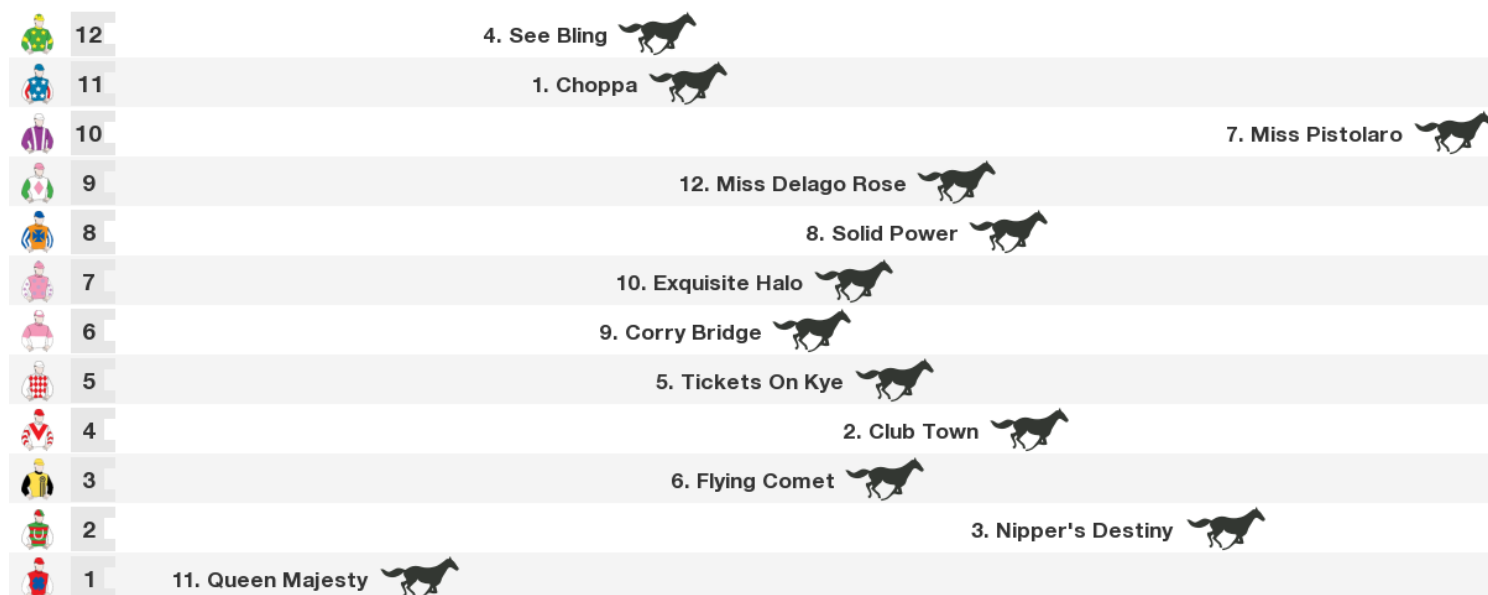 12 4. See Bling
11 1. Choppa
10 7. Miss Pistolaro
9 12. Miss Delago Rose
8 8. Solid Power
7 10. Exquisite Halo
6 9. Corry Bridge
5 5. Tickets On Kye
4 2. Club Town
3 6. Flying Comet
2 3. Nipper's Destiny
1 11. Queen Majesty